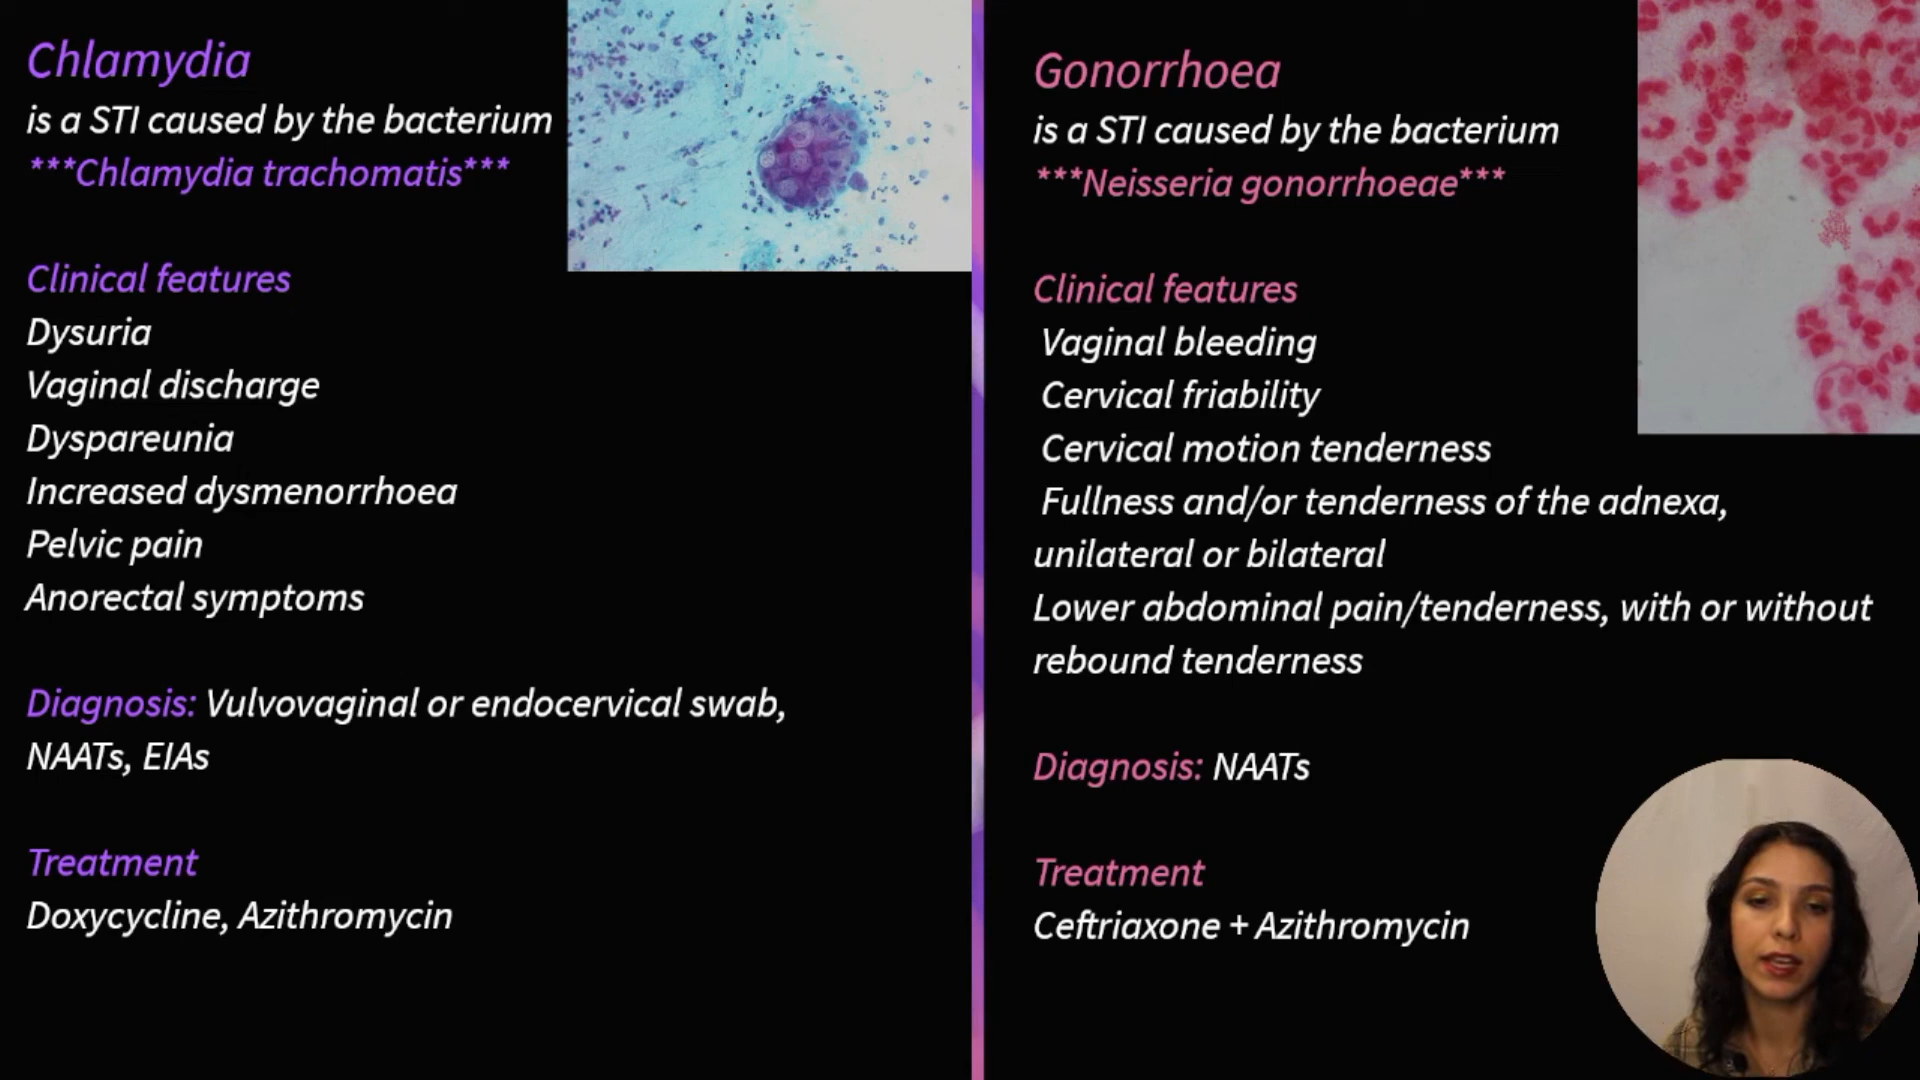 Chlamydia
is a STI caused by the bacterium
***Chlamydia trachomatis***
Clinical features
Dysuria
Vaginal discharge
Dyspareunia
Increased dysmenorrhoea
Pelvic pain
Anorectal symptoms
Diagnosis: Vulvovaginal or endocervical swab,
NAATs, EIAs
Treatment
Doxycycline, Azithromycin
Gonorrhoea
is a STI caused by the bacterium
***Neisseria gonorrhoeae***
Clinical features
Vaginal bleeding
Cervical friability
Cervical motion tenderness
Fullness and/or tenderness of the adnexa,
unilateral or bilateral
Lower abdominal pain/tenderness, with or without
rebound tenderness
Diagnosis: NAATs
Treatment
Ceftriaxone + Azithromycin